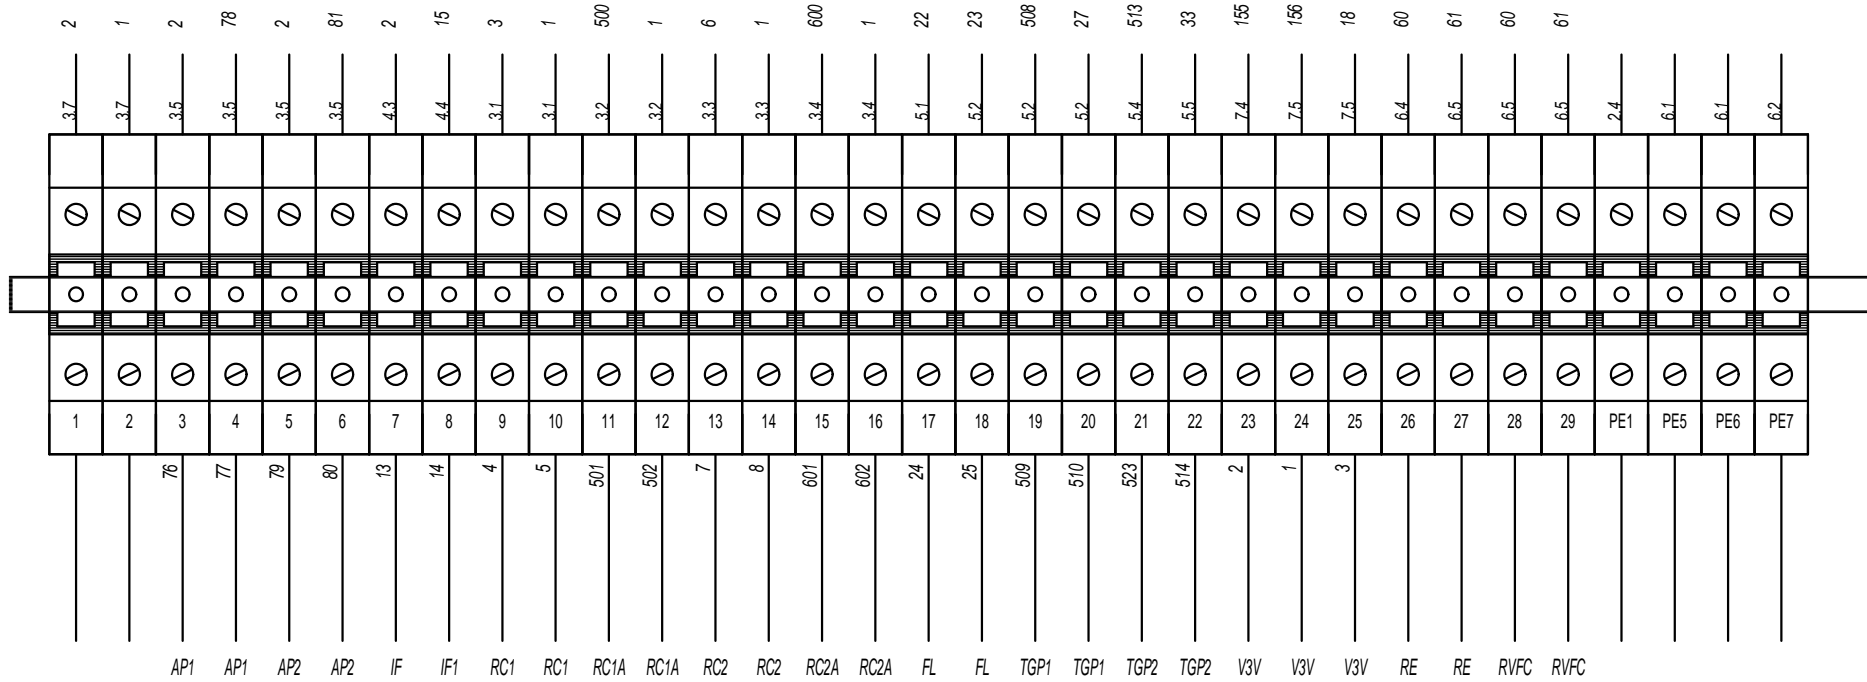 2 1 2 78 2 81 2 15 3 1 500 1 6 1 600 1 22 23 508 27 513 33 155 156 18 60 61 60 61
3.7 3.7 3.5 3.5 3.5 3.5 4.3 4.4 3.1 3.1 3.2 3.2 3.3 3.3 3.4 3.4 5.1 5.2 5.2 5.2 5.4 5.5 7.4 7.5 7.5 6.4 6.5 6.5 6.5 2.4 6.1 6.1 6.2
1 2 3 4 5 6 7 8 9 10 11 12 13 14 15 16 17 18 19 20 21 22 23 24 25 26 27 28 29 PE1 PE5 PE6 PE7
76 77 79 80 13 14 4 5 501 502 7 8 601 602 24 25 509 510 523 514 2 1 3
AP1 AP1 AP2 AP2 IF IF1 RC1 RC1 RC1A RC1A RC2 RC2 RC2A RC2A FL FL TGP1 TGP1 TGP2 TGP2 V3V V3V V3V RE RE RVFC RVFC